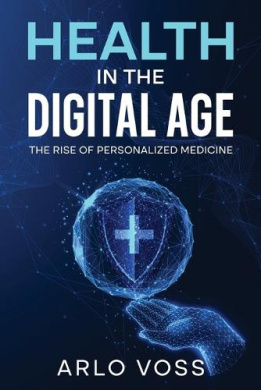 HEALTH
IN THE
DIGITAL AGE
THE RISE OF PERSONALIZED MEDICINE
ARLO VOSS